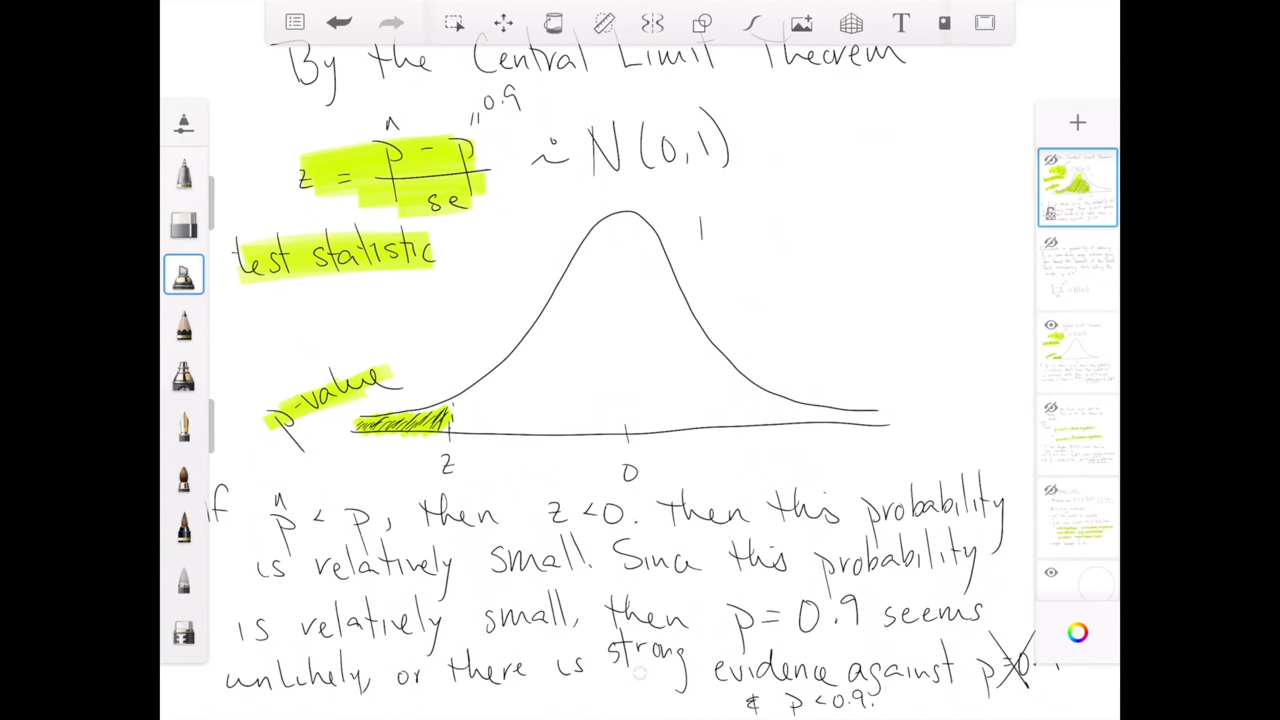 By the Central Limit Theorem
"0.9
z = p̂ - p / se ~ N(0,1)
test statistic
p-value
z
0
If p̂ < p, then z < 0. Then this probability
is relatively small. Since this probability
is relatively small, then p = 0.9 seems
unlikely, or there is strong evidence against p=0.
& p < 0.9.